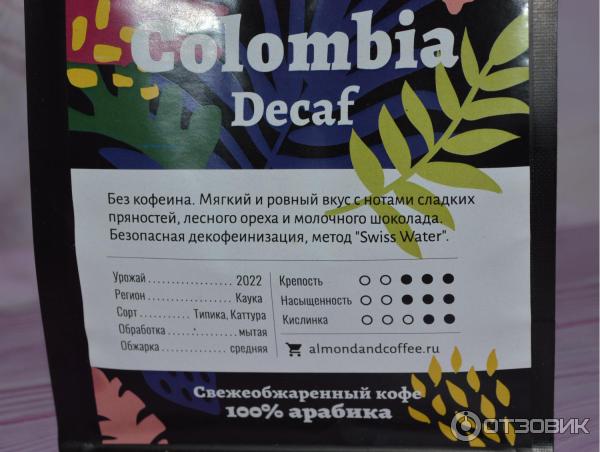 Colombia
Decaf
Без кофеина. Мягкий и ровный вкус с нотами сладких
пряностей, лесного ореха и молочного шоколада.
Безопасная декофеинизация, метод "Swiss Water".
Урожай .................... 2022
Регион .................... Каука
Сорт ........... Типика, Каттура
Обработка ................ мытая
Обжарка ................ средняя
Крепость ○ ○ ● ● ●
Насыщенность ○ ○ ● ● ●
Кислинка ○ ○ ○ ● ●
almondandcoffee.ru
Свежеобжаренный кофе
100% арабика
ОТЗОВИК